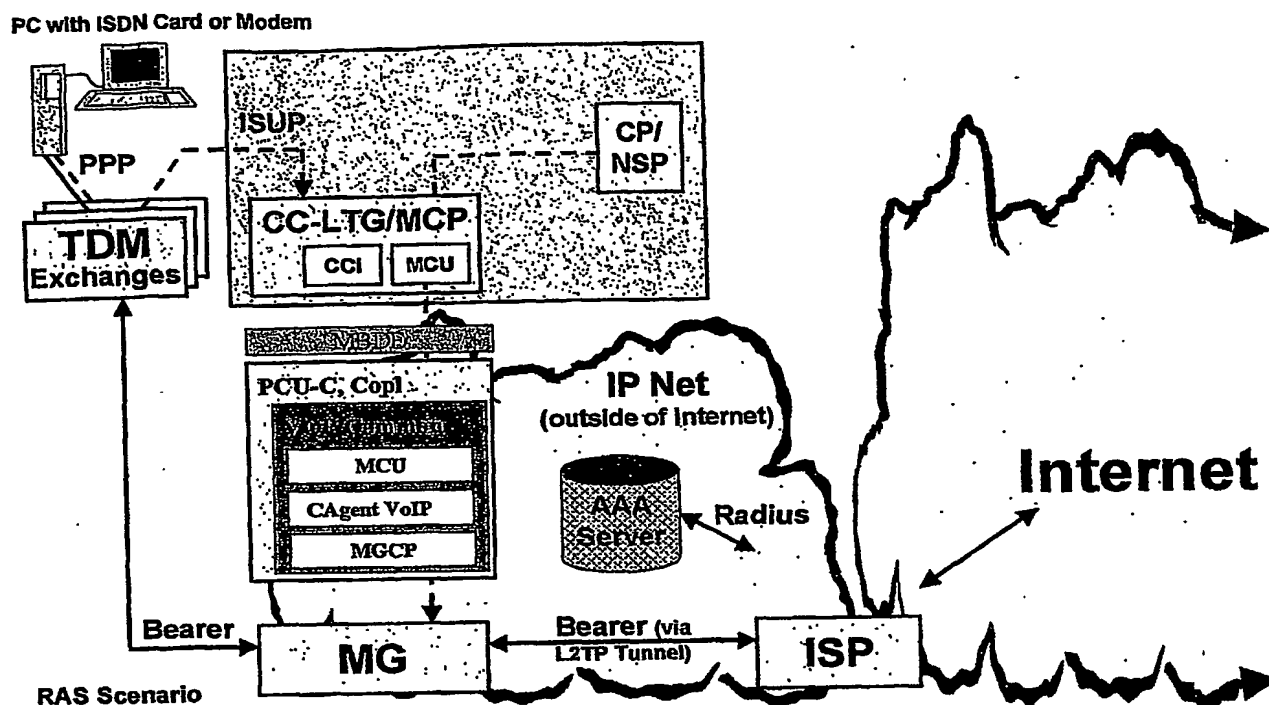 PC with ISDN Card or Modem
ISUP
CP/
NSP
PPP
CC-LTG/MCP
CCI
MCU
TDM
Exchanges
PCU-C, Copl
MCU
CAgent VoIP
MGCP
IP Net
(outside of Internet)
AAA
Server
Radius
Internet
Bearer
MG
Bearer (via
L2TP Tunnel)
ISP
RAS Scenario